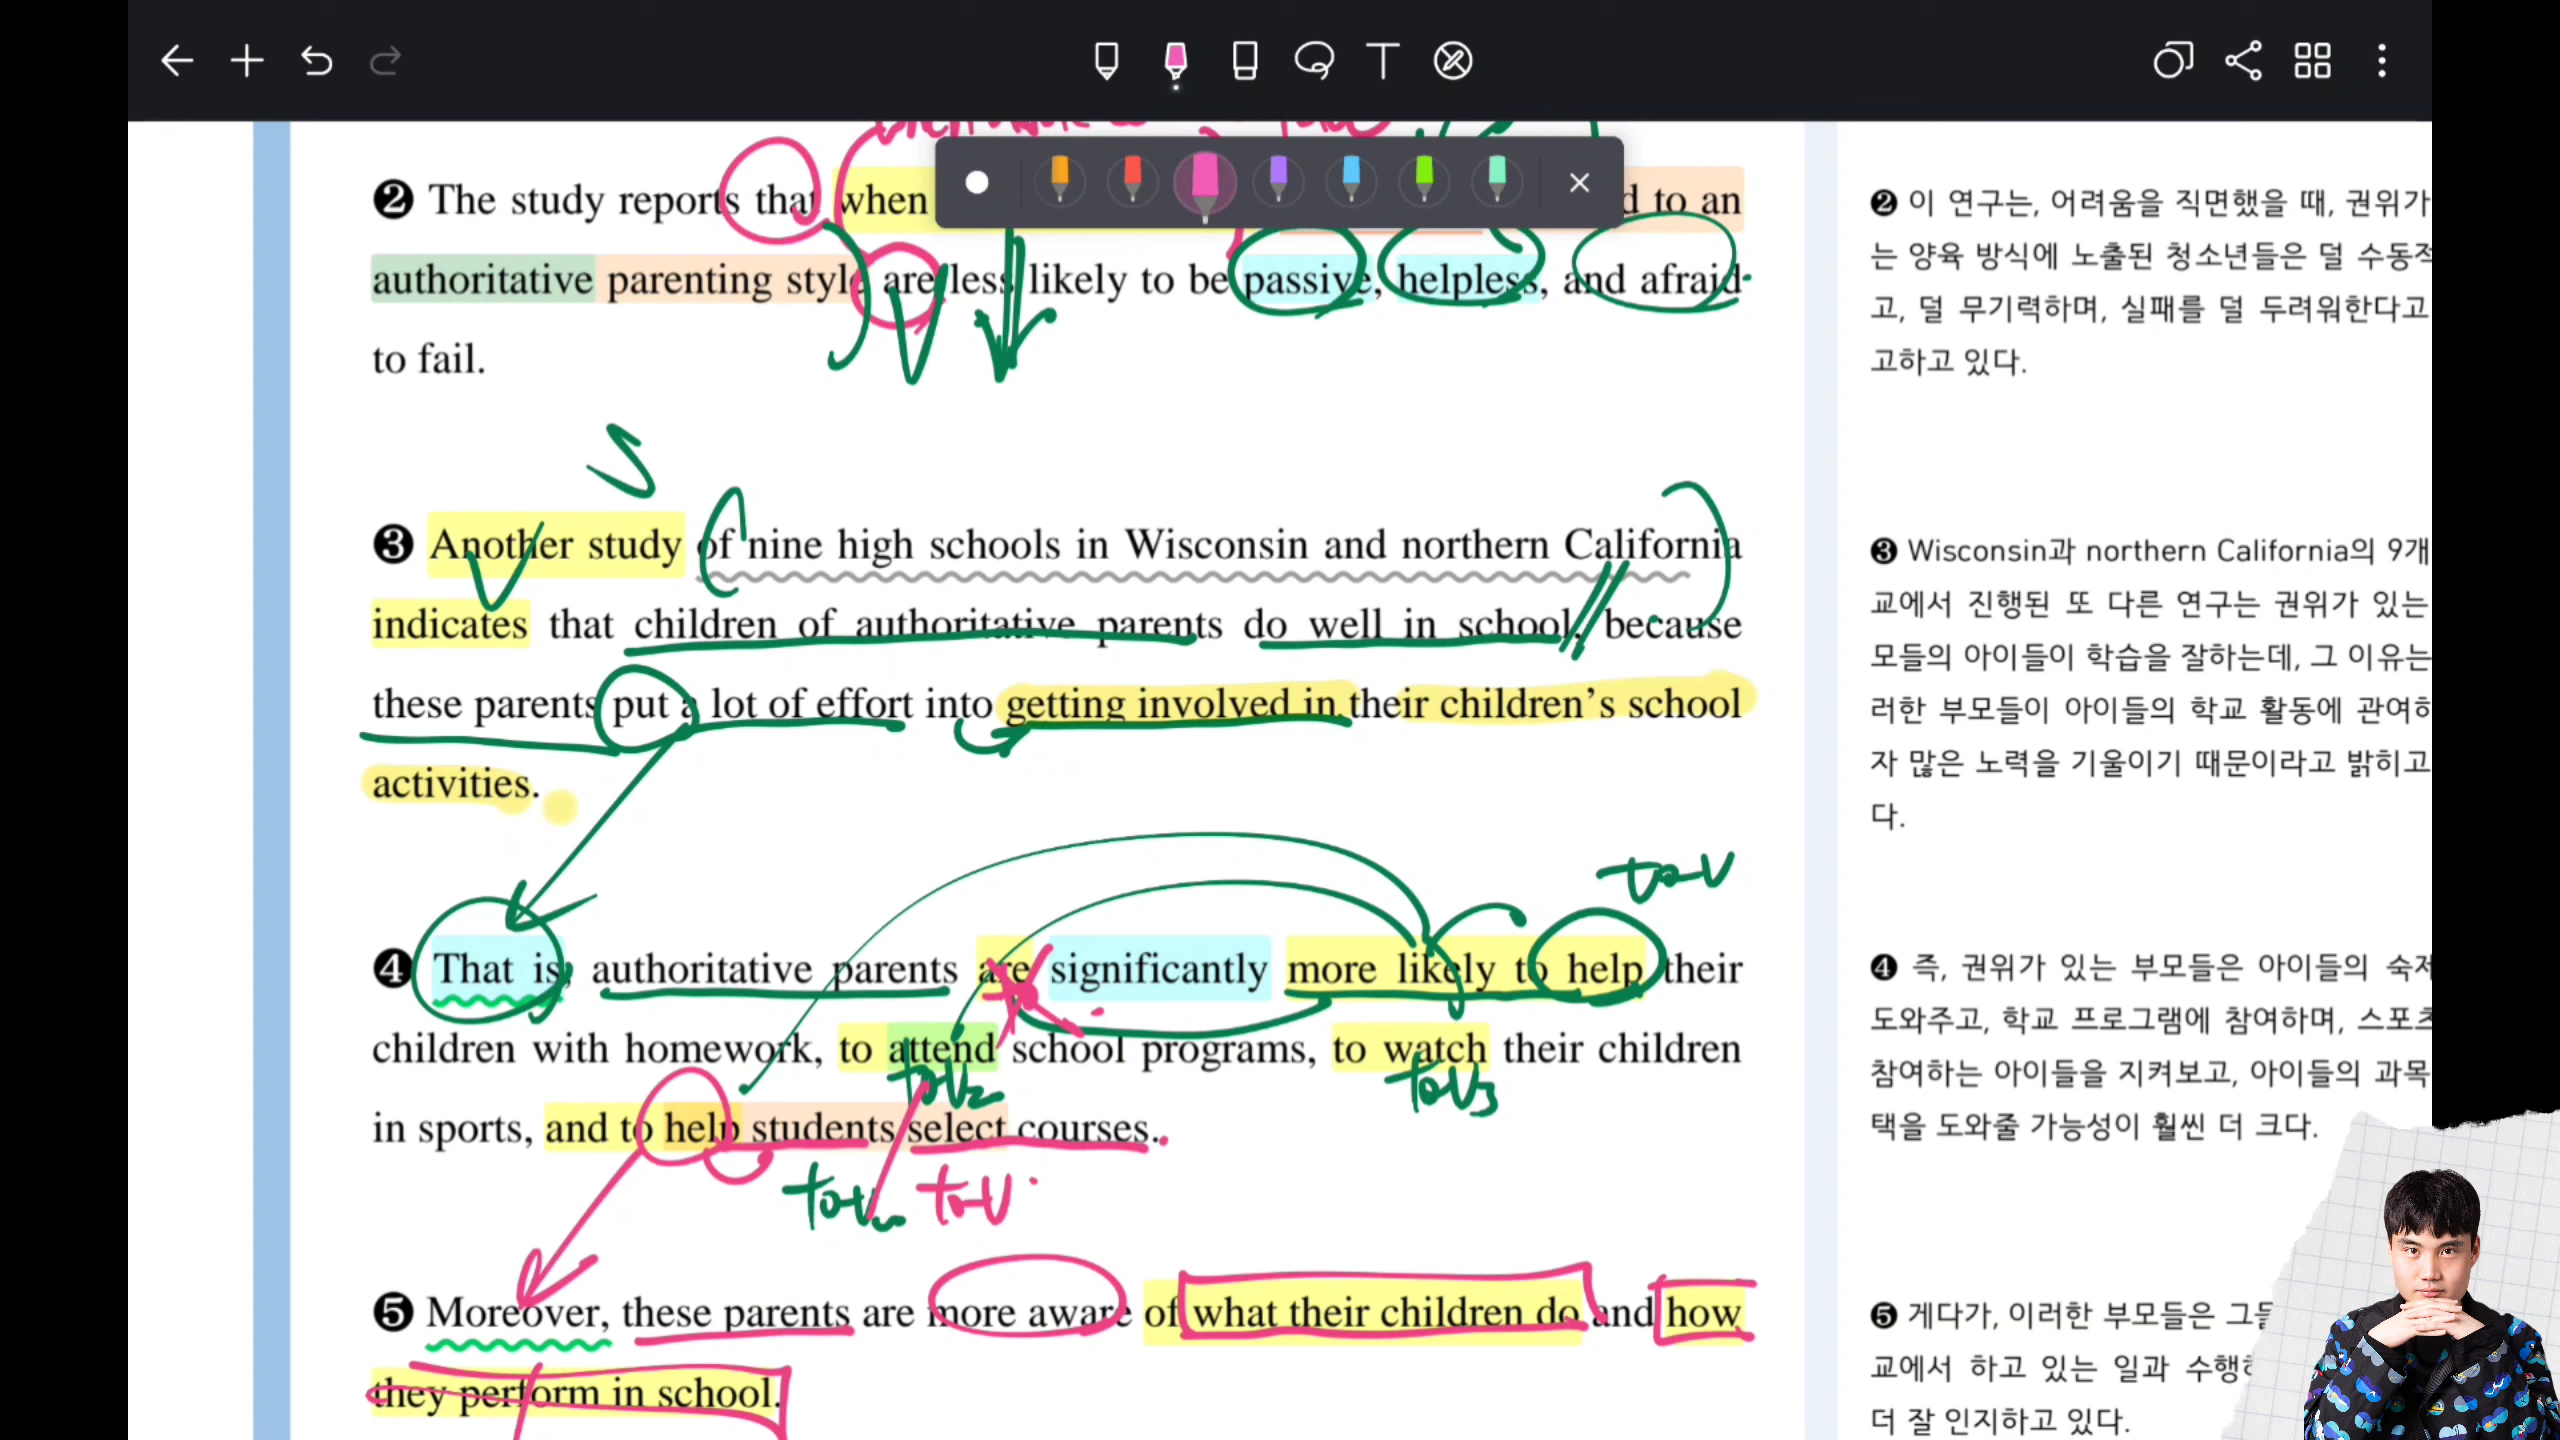 ❷ The study reports that when d to an
authoritative parenting style are less likely to be passive, helpless, and afraid
to fail.
S
❸ Another study of nine high schools in Wisconsin and northern California
V
indicates that children of authoritative parents do well in school, because
these parents put a lot of effort into getting involved in their children's school
activities.
to-V
❹ That is, authoritative parents are significantly more likely to help their
children with homework, to attend school programs, to watch their children
to V2 to V3
in sports, and to help students select courses.
to V to V
❺ Moreover, these parents are more aware of what their children do and how
they perform in school.
❷ 이 연구는, 어려움을 직면했을 때, 권위가
는 양육 방식에 노출된 청소년들은 덜 수동적
고, 덜 무기력하며, 실패를 덜 두려워한다고
고하고 있다.
❸ Wisconsin과 northern California의 9개
교에서 진행된 또 다른 연구는 권위가 있는
모들의 아이들이 학습을 잘하는데, 그 이유는
러한 부모들이 아이들의 학교 활동에 관여하
자 많은 노력을 기울이기 때문이라고 밝히고
다.
❹ 즉, 권위가 있는 부모들은 아이들의 숙제
도와주고, 학교 프로그램에 참여하며, 스포츠
참여하는 아이들을 지켜보고, 아이들의 과목
택을 도와줄 가능성이 훨씬 더 크다.
❺ 게다가, 이러한 부모들은 그들
교에서 하고 있는 일과 수행하
더 잘 인지하고 있다.